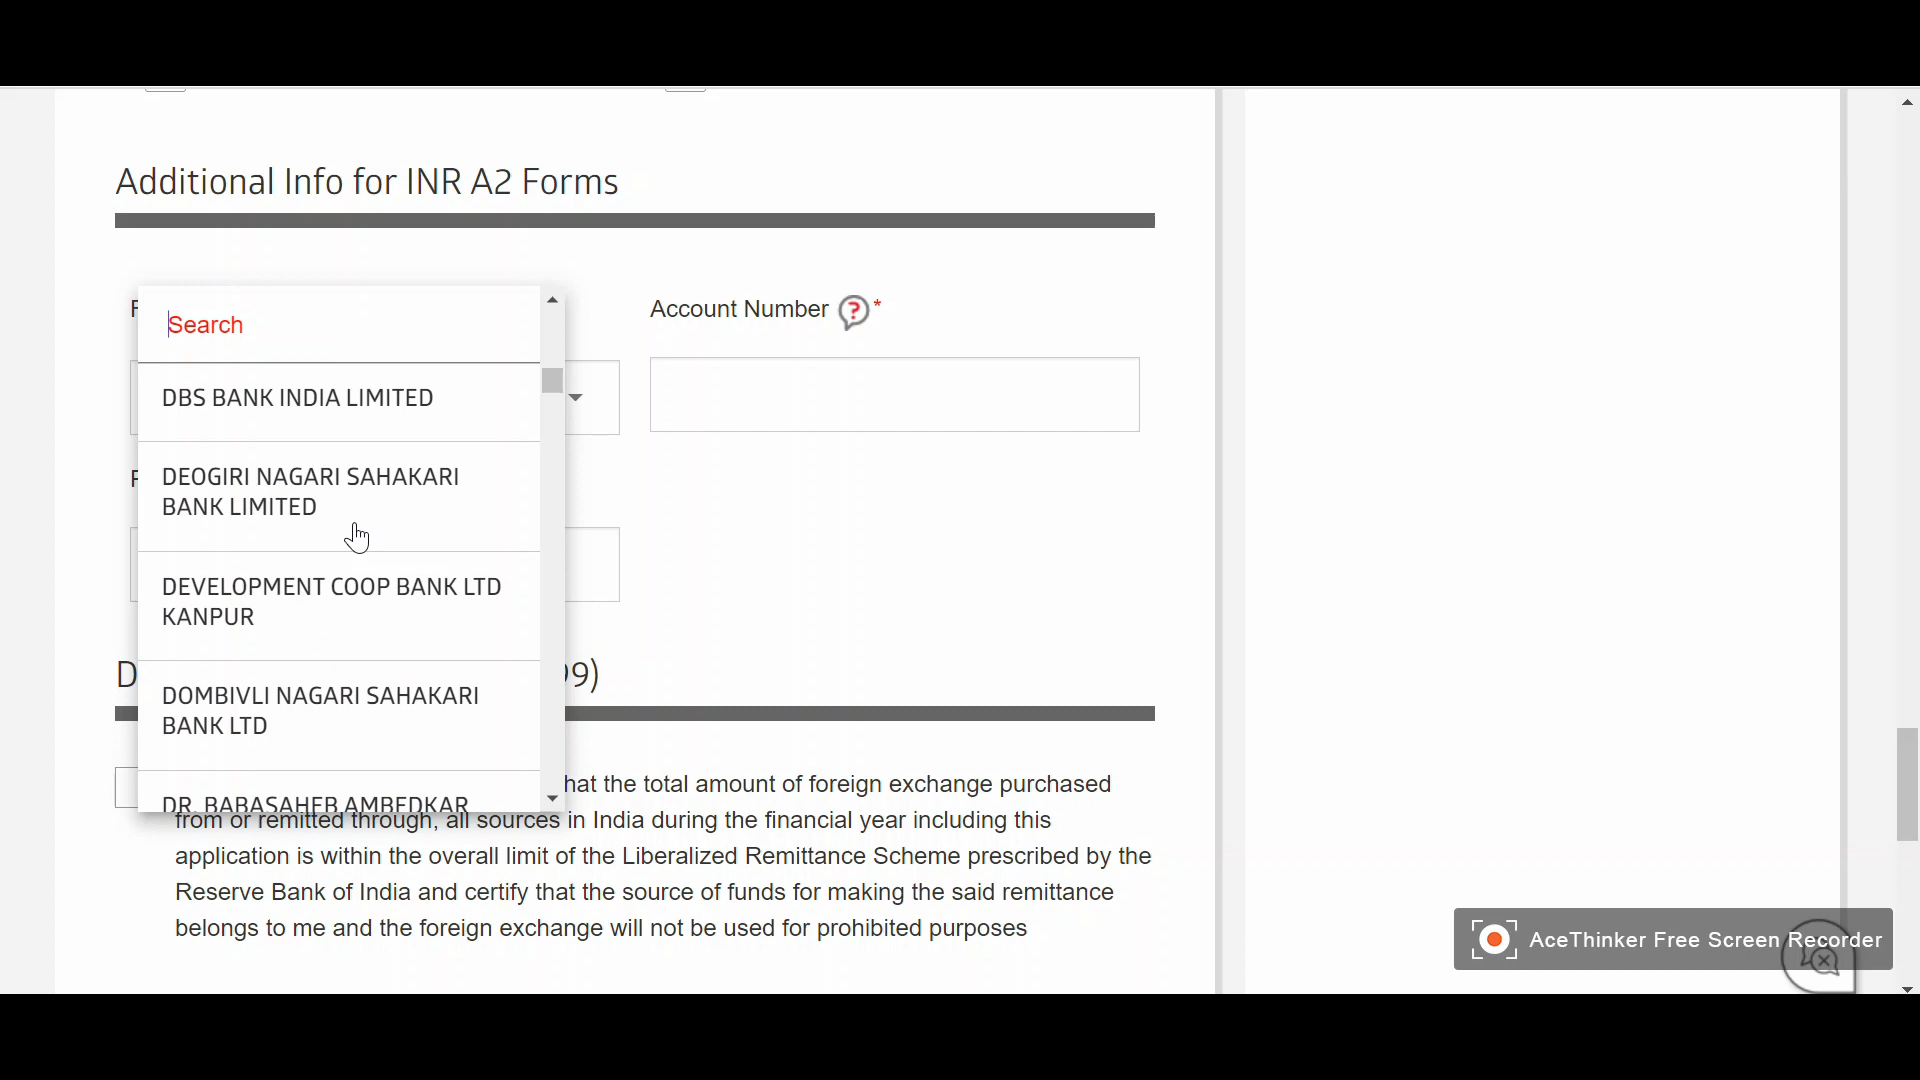 Additional Info for INR A2 Forms
Account Number ? *
Search
DBS BANK INDIA LIMITED
DEOGIRI NAGARI SAHAKARI
BANK LIMITED
DEVELOPMENT COOP BANK LTD
KANPUR
DOMBIVLI NAGARI SAHAKARI
BANK LTD
DR. BABASAHEB AMBEDKAR
D
99)
hat the total amount of foreign exchange purchased
from or remitted through, all sources in India during the financial year including this
application is within the overall limit of the Liberalized Remittance Scheme prescribed by the
Reserve Bank of India and certify that the source of funds for making the said remittance
belongs to me and the foreign exchange will not be used for prohibited purposes
AceThinker Free Screen Recorder